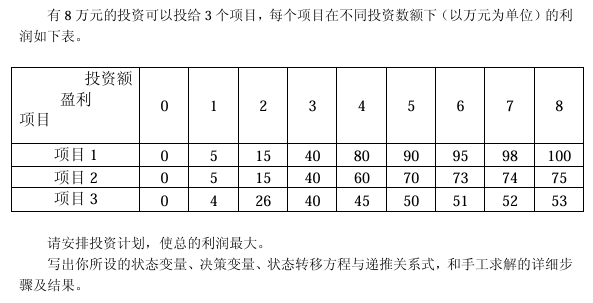 有 8 万元的投资可以投给 3 个项目，每个项目在不同投资数额下（以万元为单位）的利
润如下表。
投资额
盈利
项目
0 1 2 3 4 5 6 7 8
项目 1 0 5 15 40 80 90 95 98 100
项目 2 0 5 15 40 60 70 73 74 75
项目 3 0 4 26 40 45 50 51 52 53
请安排投资计划，使总的利润最大。
写出你所设的状态变量、决策变量、状态转移方程与递推关系式，和手工求解的详细步
骤及结果。